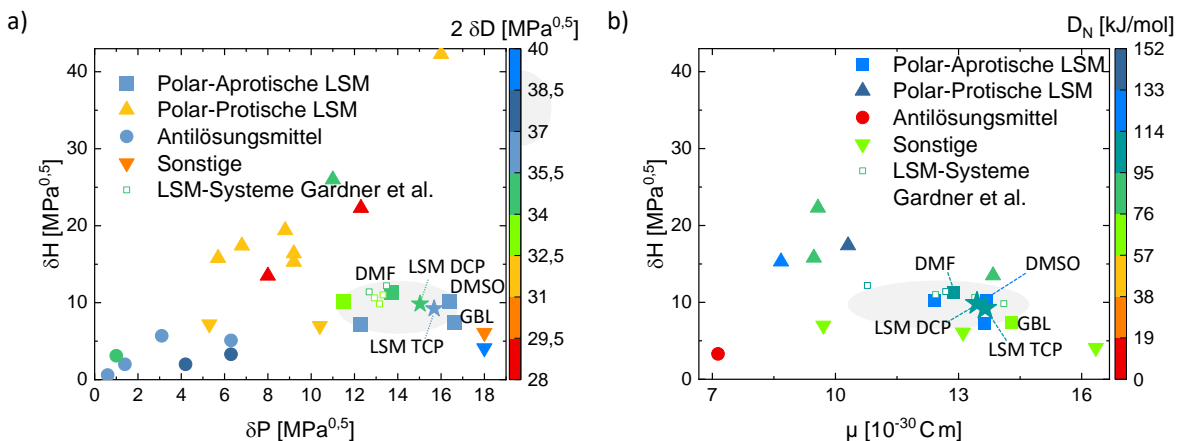 a)
2 δD [MPa0,5]
δH [MPa0,5]
40
30
20
10
0
Polar-Aprotische LSM
Polar-Protische LSM
Antilösungsmittel
Sonstige
LSM-Systeme Gardner et al.
DMF
LSM DCP
DMSO
GBL
LSM TCP
0 2 4 6 8 10 12 14 16 18
δP [MPa0,5]
40
38,5
37
35,5
34
32,5
31
29,5
28
b)
DN [kJ/mol]
δH [MPa0,5]
40
30
20
10
0
Polar-Aprotische LSM
Polar-Protische LSM
Antilösungsmittel
Sonstige
LSM-Systeme
Gardner et al.
DMF
DMSO
LSM DCP
GBL
LSM TCP
7 10 13 16
µ [10-30 C m]
152
133
114
95
76
57
38
19
0